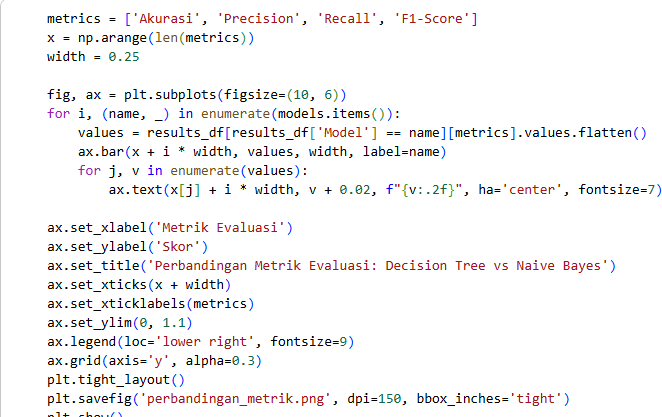 metrics = ['Akurasi', 'Precision', 'Recall', 'F1-Score']
x = np.arange(len(metrics))
width = 0.25

fig, ax = plt.subplots(figsize=(10, 6))
for i, (name, _) in enumerate(models.items()):
    values = results_df[results_df['Model'] == name][metrics].values.flatten()
    ax.bar(x + i * width, values, width, label=name)
    for j, v in enumerate(values):
        ax.text(x[j] + i * width, v + 0.02, f"{v:.2f}", ha='center', fontsize=7)

ax.set_xlabel('Metrik Evaluasi')
ax.set_ylabel('Skor')
ax.set_title('Perbandingan Metrik Evaluasi: Decision Tree vs Naive Bayes')
ax.set_xticks(x + width)
ax.set_xticklabels(metrics)
ax.set_ylim(0, 1.1)
ax.legend(loc='lower right', fontsize=9)
ax.grid(axis='y', alpha=0.3)
plt.tight_layout()
plt.savefig('perbandingan_metrik.png', dpi=150, bbox_inches='tight')
plt.show()